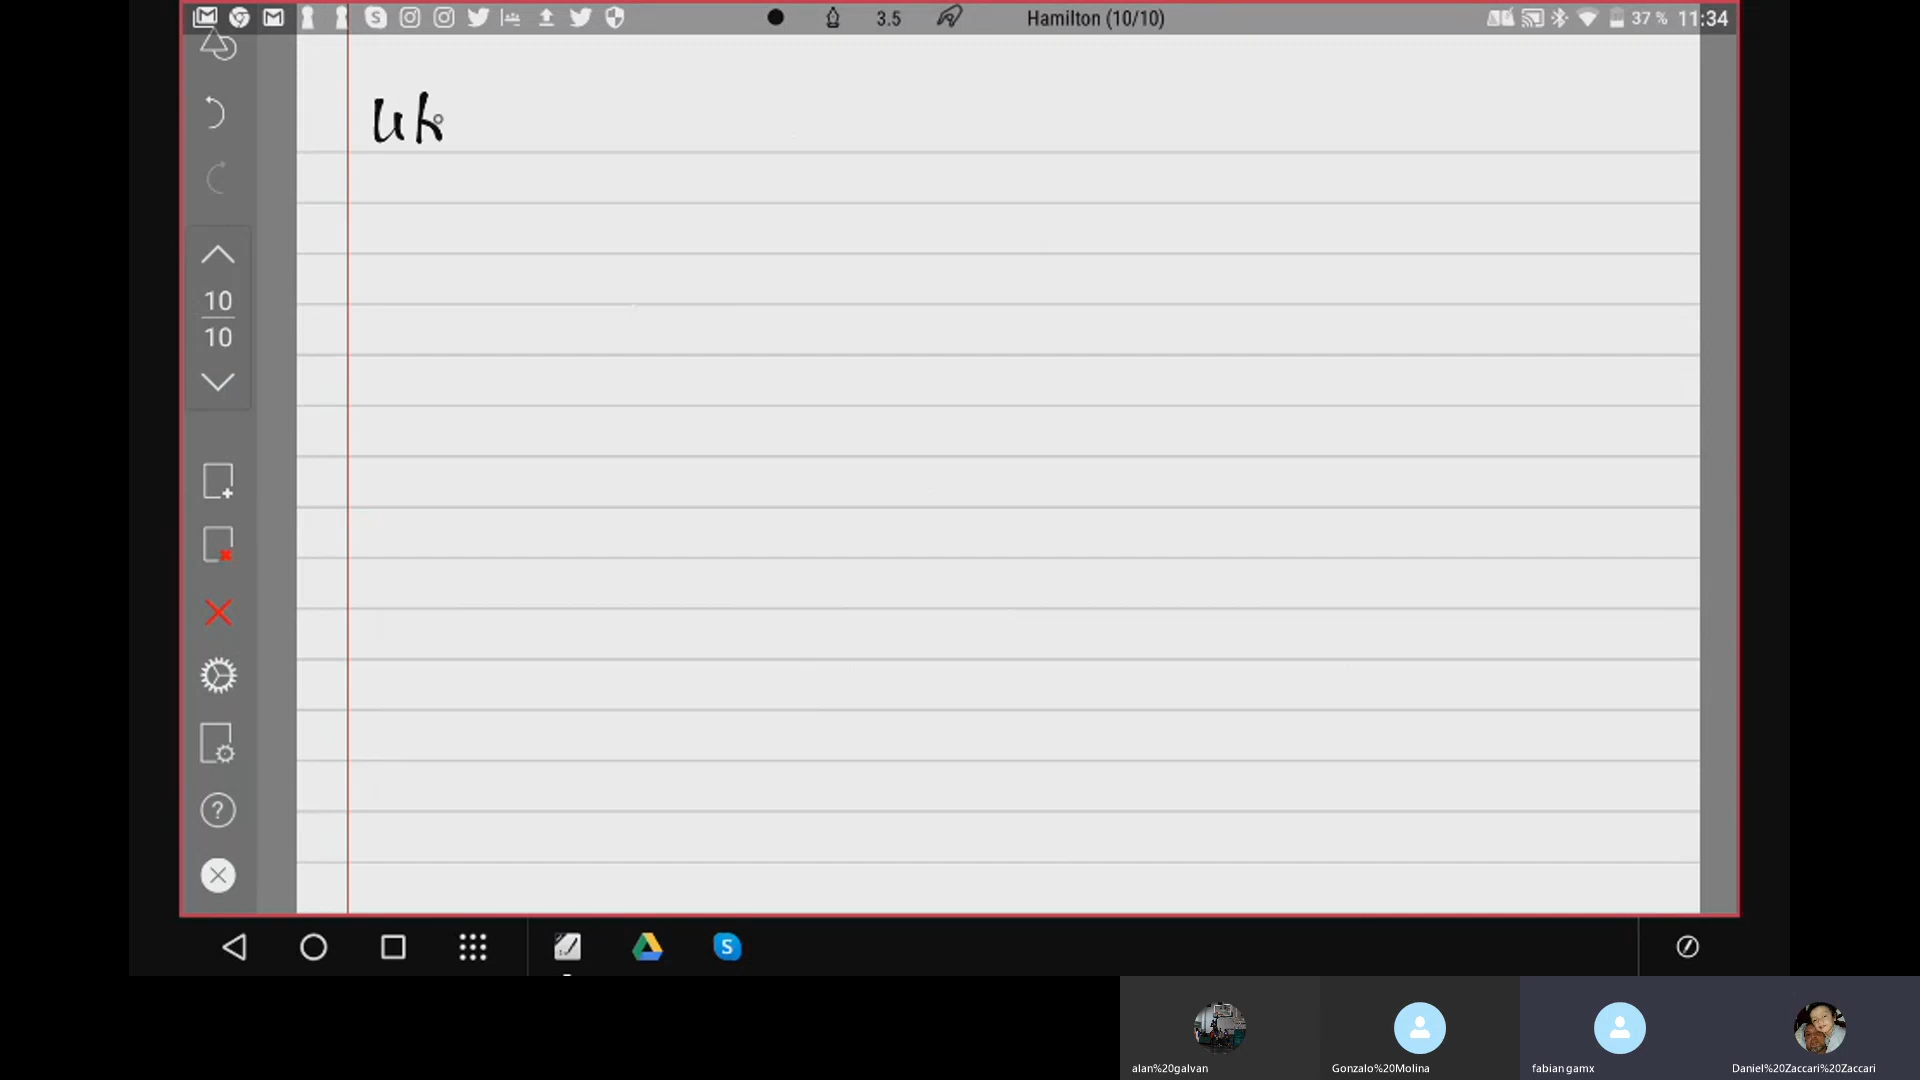 3.5 Hamilton (10/10) 37 % 11:34
10
10
alan%20galvan Gonzalo%20Molina fabian gamx Daniel%20Zaccari%20Zaccari